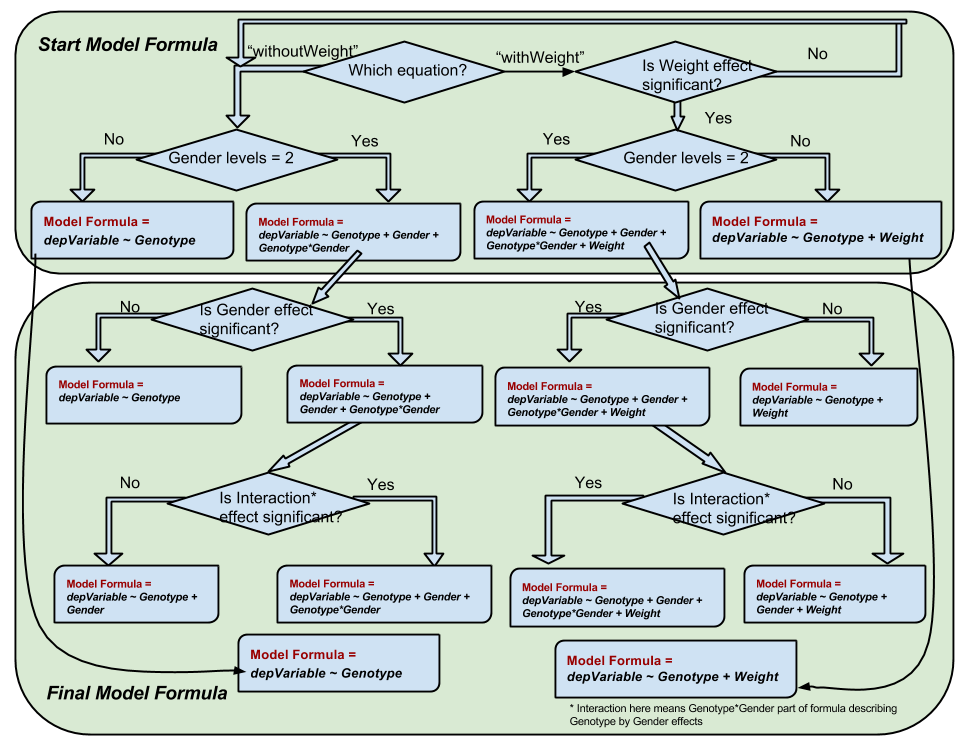 Start Model Formula
“withoutWeight”
Which equation?
“withWeight”
Is Weight effect
significant?
No
Yes
No
Gender levels = 2
Yes
Yes
Gender levels = 2
No
Model Formula =
depVariable ~ Genotype
Model Formula =
depVariable ~ Genotype + Gender +
Genotype*Gender
Model Formula =
depVariable ~ Genotype + Gender +
Genotype*Gender + Weight
Model Formula =
depVariable ~ Genotype + Weight
No
Is Gender effect
significant?
Yes
Yes
Is Gender effect
significant?
No
Model Formula =
depVariable ~ Genotype
Model Formula =
depVariable ~ Genotype +
Gender + Genotype*Gender
Model Formula =
depVariable ~ Genotype + Gender +
Genotype*Gender + Weight
Model Formula =
depVariable ~ Genotype +
Weight
No
Is Interaction*
effect significant?
Yes
Yes
Is Interaction*
effect significant?
No
Model Formula =
depVariable ~ Genotype +
Gender
Model Formula =
depVariable ~ Genotype + Gender +
Genotype*Gender
Model Formula =
depVariable ~ Genotype + Gender +
Genotype*Gender + Weight
Model Formula =
depVariable ~ Genotype +
Gender + Weight
Model Formula =
depVariable ~ Genotype
Model Formula =
depVariable ~ Genotype + Weight
Final Model Formula
* Interaction here means Genotype*Gender part of formula describing
Genotype by Gender effects